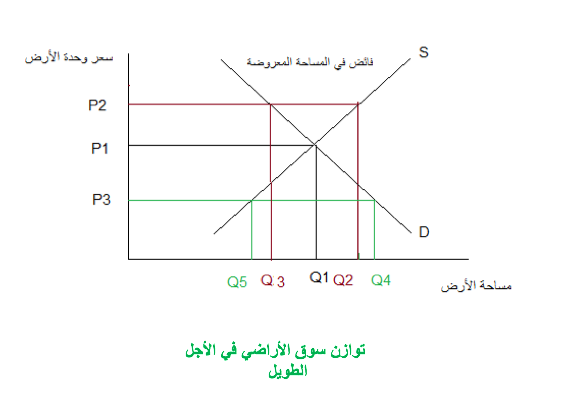 S
فائض في المساحة المعروضة
سعر وحدة الأرض
P2
P1
P3
D
Q5 Q 3 Q1 Q2 Q4
مساحة الأرض
توازن سوق الأراضي في الأجل
الطويل